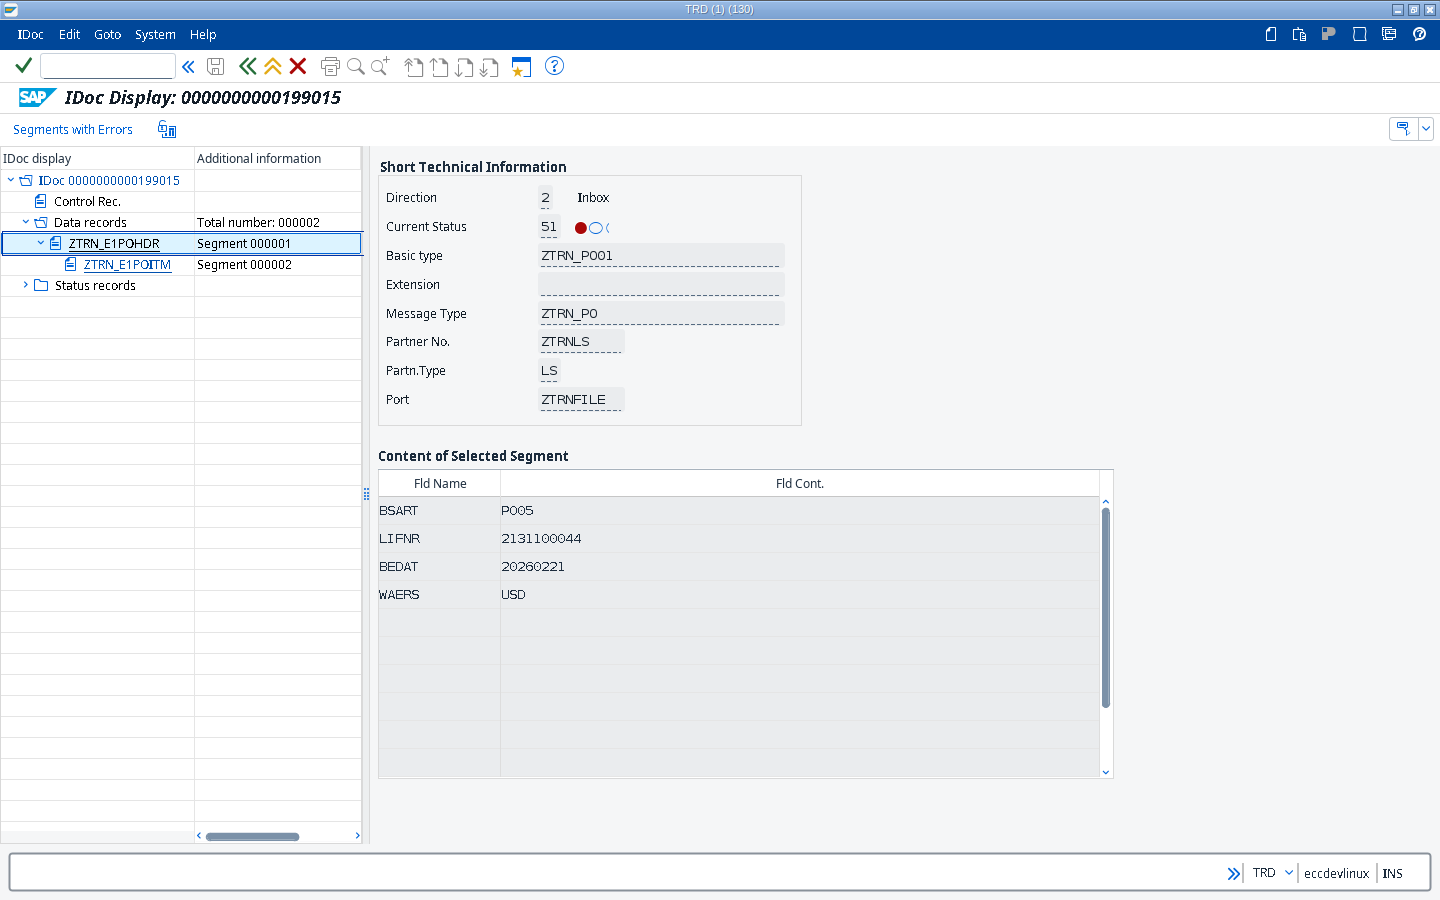 TRD (1) (130)
IDoc Edit Goto System Help
SAP IDoc Display: 0000000000199015
Segments with Errors
IDoc display Additional information
IDoc 0000000000199015
Control Rec.
Data records Total number: 000002
ZTRN_E1POHDR Segment 000001
ZTRN_E1POITM Segment 000002
Status records
Short Technical Information
Direction 2 Inbox
Current Status 51
Basic type ZTRN_PO01
Extension
Message Type ZTRN_PO
Partner No. ZTRNLS
Partn.Type LS
Port ZTRNFILE
Content of Selected Segment
Fld Name Fld Cont.
BSART PO05
LIFNR 2131100044
BEDAT 20260221
WAERS USD
TRD eccdevlinux INS